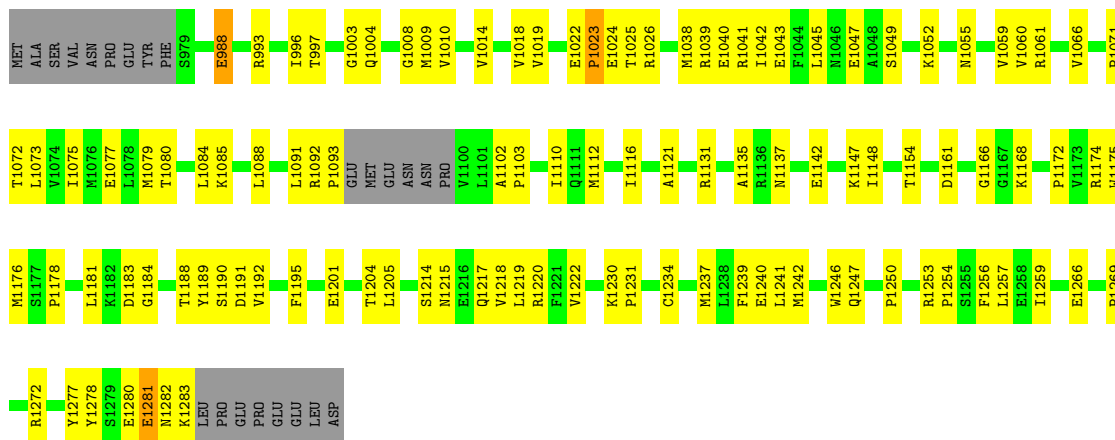 MET ALA SER VAL ASN PRO GLU TYR PHE S979 E988 R993 I996 T997 G1003 Q1004 G1008 M1009 V1010 V1014 V1018 V1019 E1022 P1023 E1024 T1025 R1026 M1038 R1039 E1040 R1041 I1042 E1043 F1044 L1045 N1046 E1047 A1048 S1049 K1052 N1055 V1059 V1060 R1061 V1066 P1071
T1072 L1073 V1074 I1075 M1076 E1077 L1078 M1079 T1080 L1084 K1085 L1088 L1091 R1092 P1093 GLU MET GLU ASN ASN PRO V1100 L1101 A1102 P1103 I1110 Q1111 M1112 I1116 A1121 R1131 A1135 R1136 N1137 E1142 K1147 I1148 T1154 D1161 G1166 G1167 K1168 P1172 V1173 R1174 W1175
M1176 S1177 P1178 L1181 K1182 D1183 G1184 T1188 Y1189 S1190 D1191 V1192 F1195 E1201 T1204 L1205 S1214 N1215 E1216 Q1217 V1218 L1219 R1220 F1221 V1222 K1230 P1231 C1234 M1237 L1238 F1239 E1240 L1241 M1242 W1246 Q1247 P1250 R1253 P1254 S1255 F1256 L1257 E1258 I1259 E1266 P1269
R1272 Y1277 Y1278 S1279 E1280 E1281 N1282 K1283 LEU PRO GLU PRO GLU GLU LEU ASP